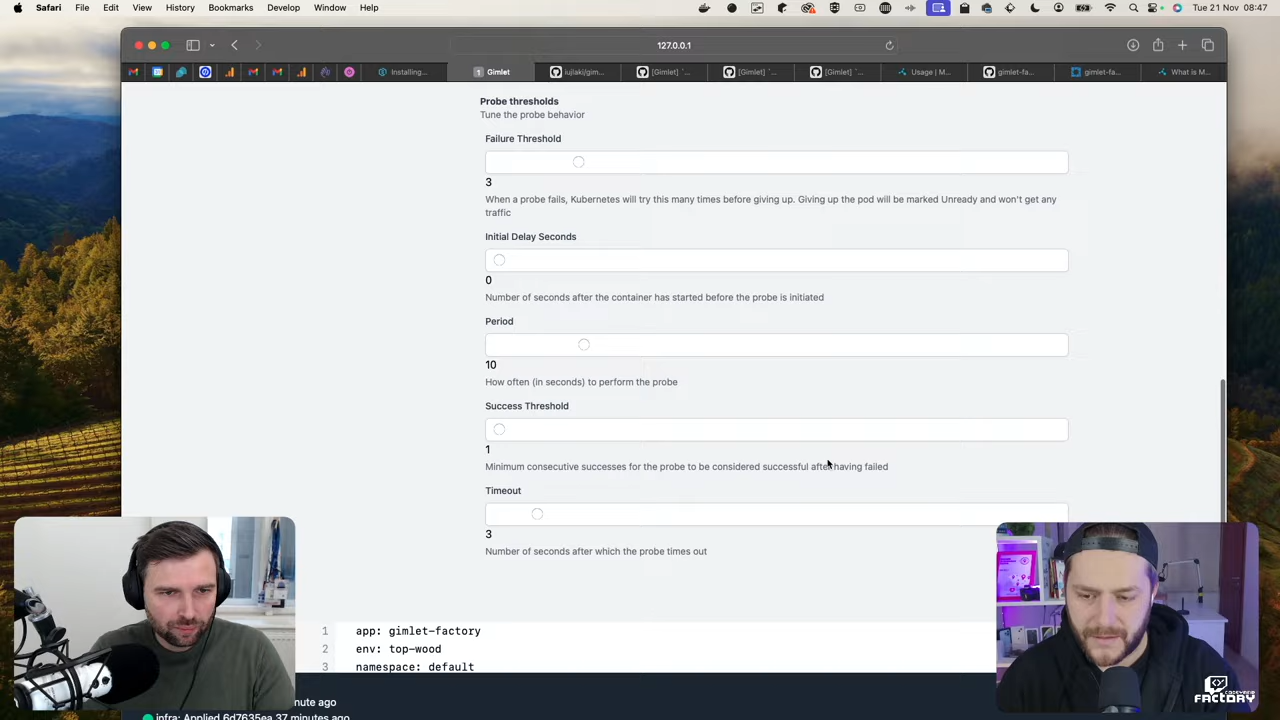 Safari File Edit View History Bookmarks Develop Window Help
Tue 21 Nov 08:47
127.0.0.1
Installing...
1 Gimlet
iujlaki/gim...
[Gimlet] `...
[Gimlet] `...
[Gimlet] `...
Usage | M...
gimlet-fa...
gimlet-fa...
What is M...
Probe thresholds
Tune the probe behavior
Failure Threshold
3
When a probe fails, Kubernetes will try this many times before giving up. Giving up the pod will be marked Unready and won't get any
traffic
Initial Delay Seconds
0
Number of seconds after the container has started before the probe is initiated
Period
10
How often (in seconds) to perform the probe
Success Threshold
1
Minimum consecutive successes for the probe to be considered successful after having failed
Timeout
3
Number of seconds after which the probe times out
1 app: gimlet-factory
2 env: top-wood
3 namespace: default
nute ago
infra: Applied 6d7635ea 37 minutes ago
FACTORY